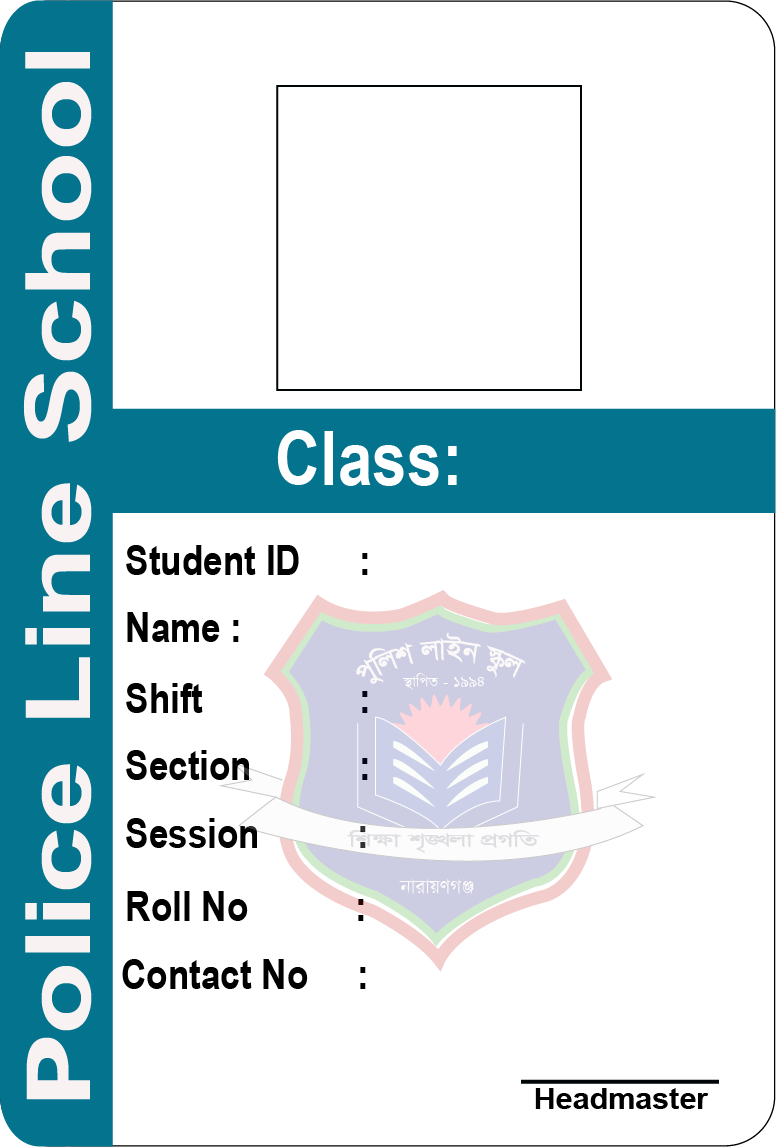 Police Line School
Class:
Student ID :
Name :
Shift :
Section :
Session :
Roll No :
Contact No :
পুলিশ লাইন স্কুল
স্থাপিত - ১৯৯৪
শিক্ষা শৃঙ্খলা প্রগতি
নারায়ণগঞ্জ
Headmaster